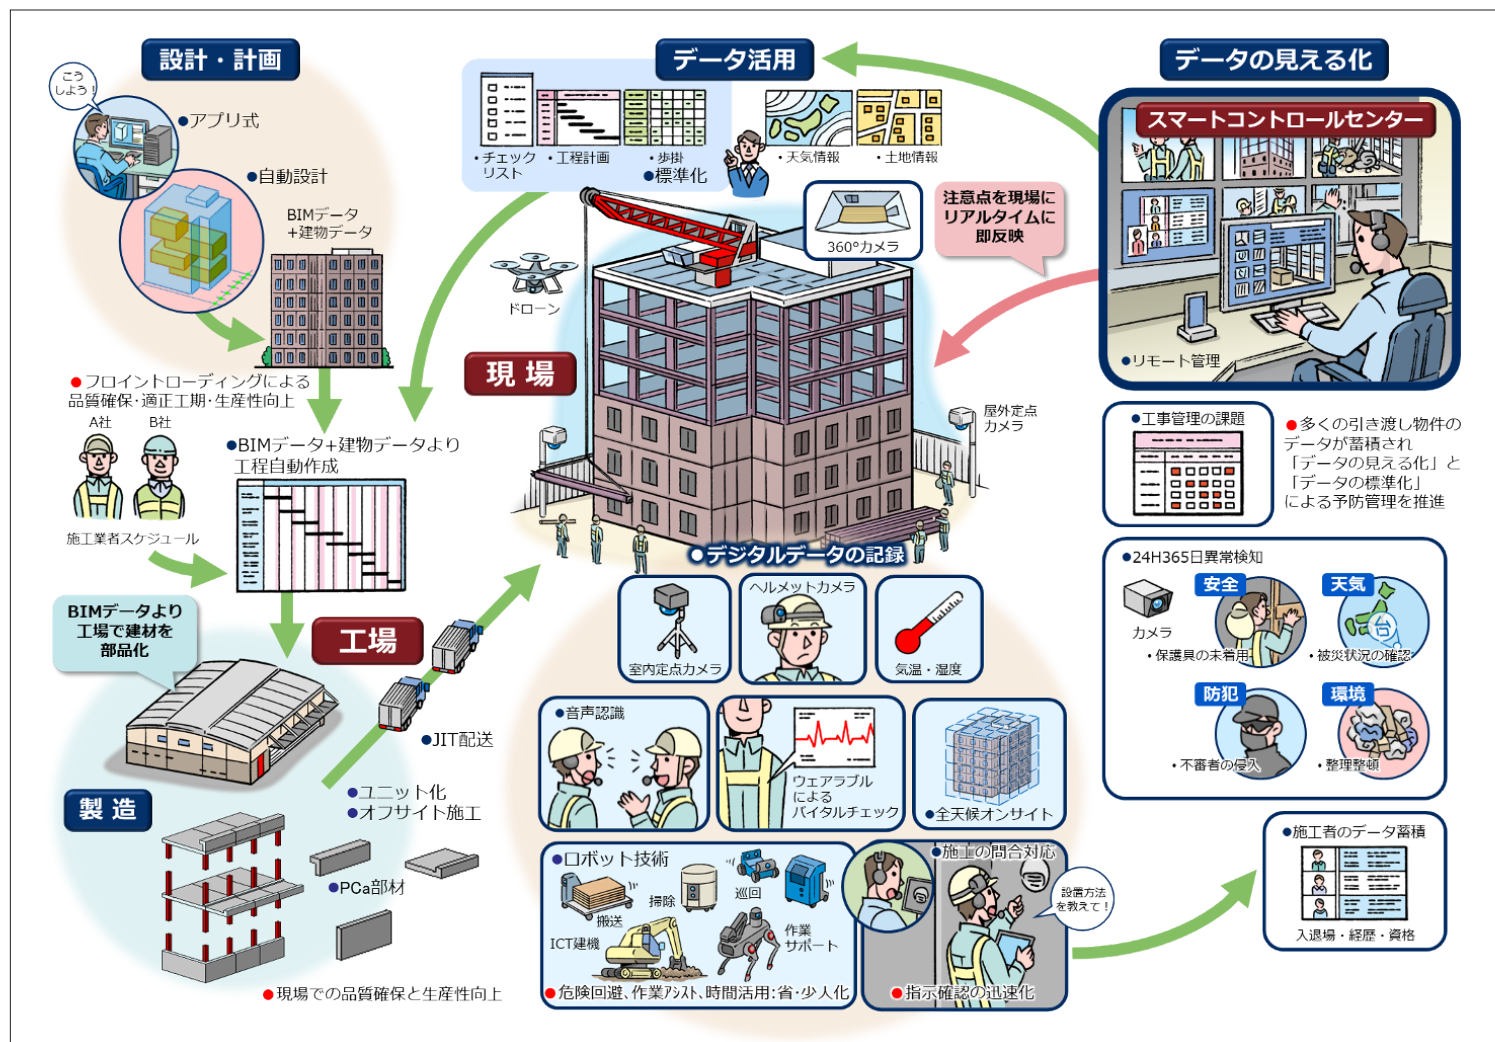 設計・計画
こう
しよう！
●アプリ式
●自動設計
BIMデータ
+建物データ
●フロイントローディングによる
品質確保・適正工期・生産性向上
A社
B社
施工業者スケジュール
●BIMデータ+建物データより
工程自動作成
BIMデータより
工場で建材を
部品化
工場
●JIT配送
●ユニット化
●オフサイト施工
製造
●PCa部材
●現場での品質確保と生産性向上
データ活用
・チェック
リスト
・工程計画
・歩掛
●標準化
・天気情報
・土地情報
360°カメラ
ドローン
現場
屋外定点
カメラ
注意点を現場に
リアルタイムに
即反映
●デジタルデータの記録
室内定点カメラ
ヘルメットカメラ
気温・湿度
●音声認識
ウェアラブル
による
バイタルチェック
●全天候オンサイト
●ロボット技術
搬送
掃除
巡回
ICT建機
作業
サポート
●危険回避、作業アシスト、時間活用：省・少人化
●施工の問合対応
設置方法
を教えて！
●指示確認の迅速化
データの見える化
スマートコントロールセンター
●リモート管理
●工事管理の課題
●多くの引き渡し物件の
データが蓄積され
「データの見える化」と
「データの標準化」
による予防管理を推進
●24H365日異常検知
カメラ
安全
・保護具の未着用
天気
台
・被災状況の確認
防犯
・不審者の侵入
環境
・整理整頓
●施工者のデータ蓄積
入退場・経歴・資格